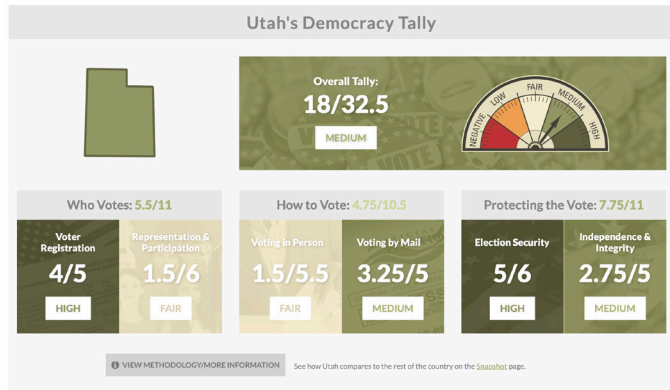 Utah's Democracy Tally
Overall Tally:
18/32.5
MEDIUM
NEGATIVE
LOW
FAIR
MEDIUM
HIGH
Who Votes: 5.5/11
Voter
Registration
4/5
HIGH
Representation &
Participation
1.5/6
FAIR
How to Vote: 4.75/10.5
Voting in Person
1.5/5.5
FAIR
Voting by Mail
3.25/5
MEDIUM
Protecting the Vote: 7.75/11
Election Security
5/6
HIGH
Independence &
Integrity
2.75/5
MEDIUM
VIEW METHODOLOGY/MORE INFORMATION
See how Utah compares to the rest of the country on the Snapshot page.